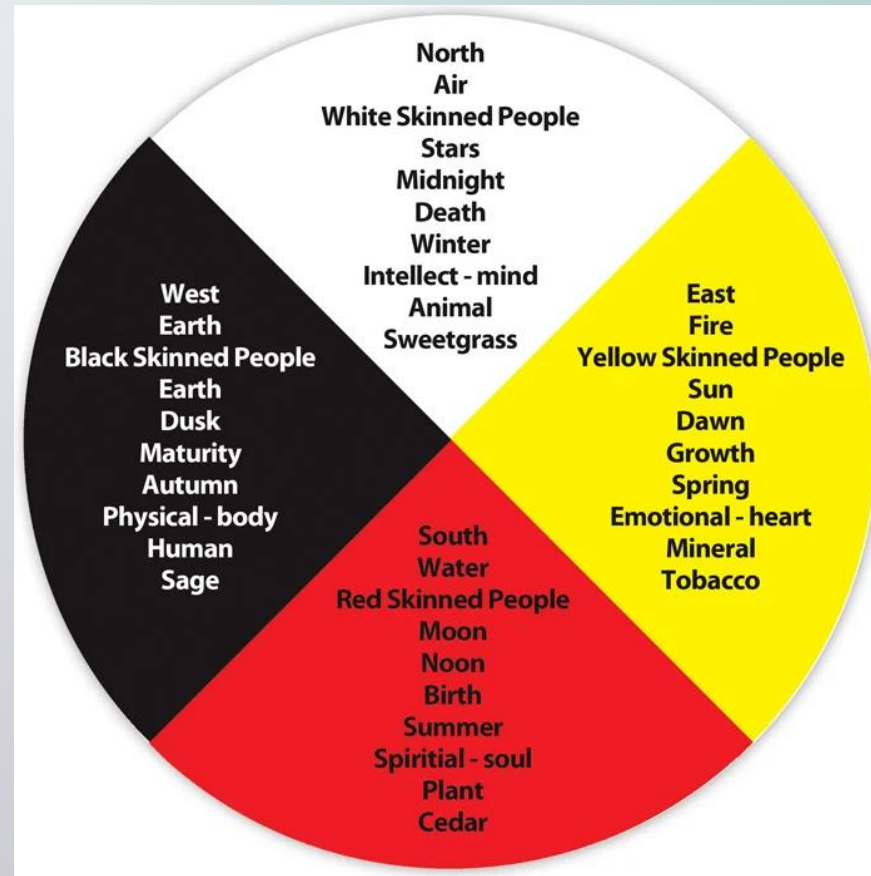 North
Air
White Skinned People
Stars
Midnight
Death
Winter
Intellect - mind
Animal
Sweetgrass
West
Earth
Black Skinned People
Earth
Dusk
Maturity
Autumn
Physical - body
Human
Sage
East
Fire
Yellow Skinned People
Sun
Dawn
Growth
Spring
Emotional - heart
Mineral
Tobacco
South
Water
Red Skinned People
Moon
Noon
Birth
Summer
Spiritial - soul
Plant
Cedar